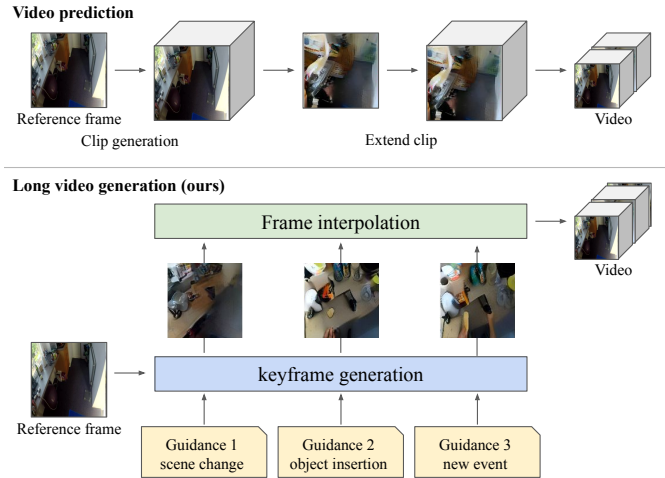 Video prediction
Reference frame
Clip generation
Extend clip
Video
Long video generation (ours)
Frame interpolation
Video
keyframe generation
Reference frame
Guidance 1
scene change
Guidance 2
object insertion
Guidance 3
new event